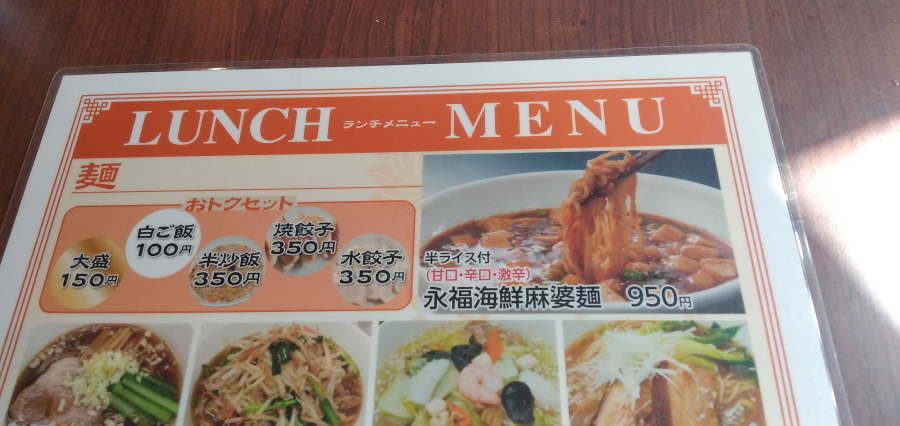 LUNCH ランチメニュー MENU
麺
おトクセット
大盛
150円
白ご飯
100円
半炒飯
350円
焼餃子
350円
水餃子
350円
半ライス付
(甘口・辛口・激辛)
永福海鮮麻婆麺 950円